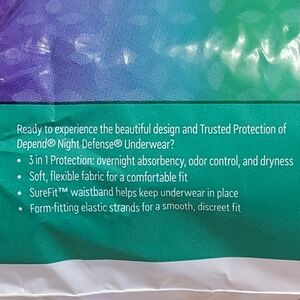 Ready to experience the beautiful design and Trusted Protection of
Depend® Night Defense® Underwear?
• 3 in 1 Protection: overnight absorbency, odor control, and dryness
• Soft, flexible fabric for a comfortable fit
• SureFit™ waistband helps keep underwear in place
• Form-fitting elastic strands for a smooth, discreet fit